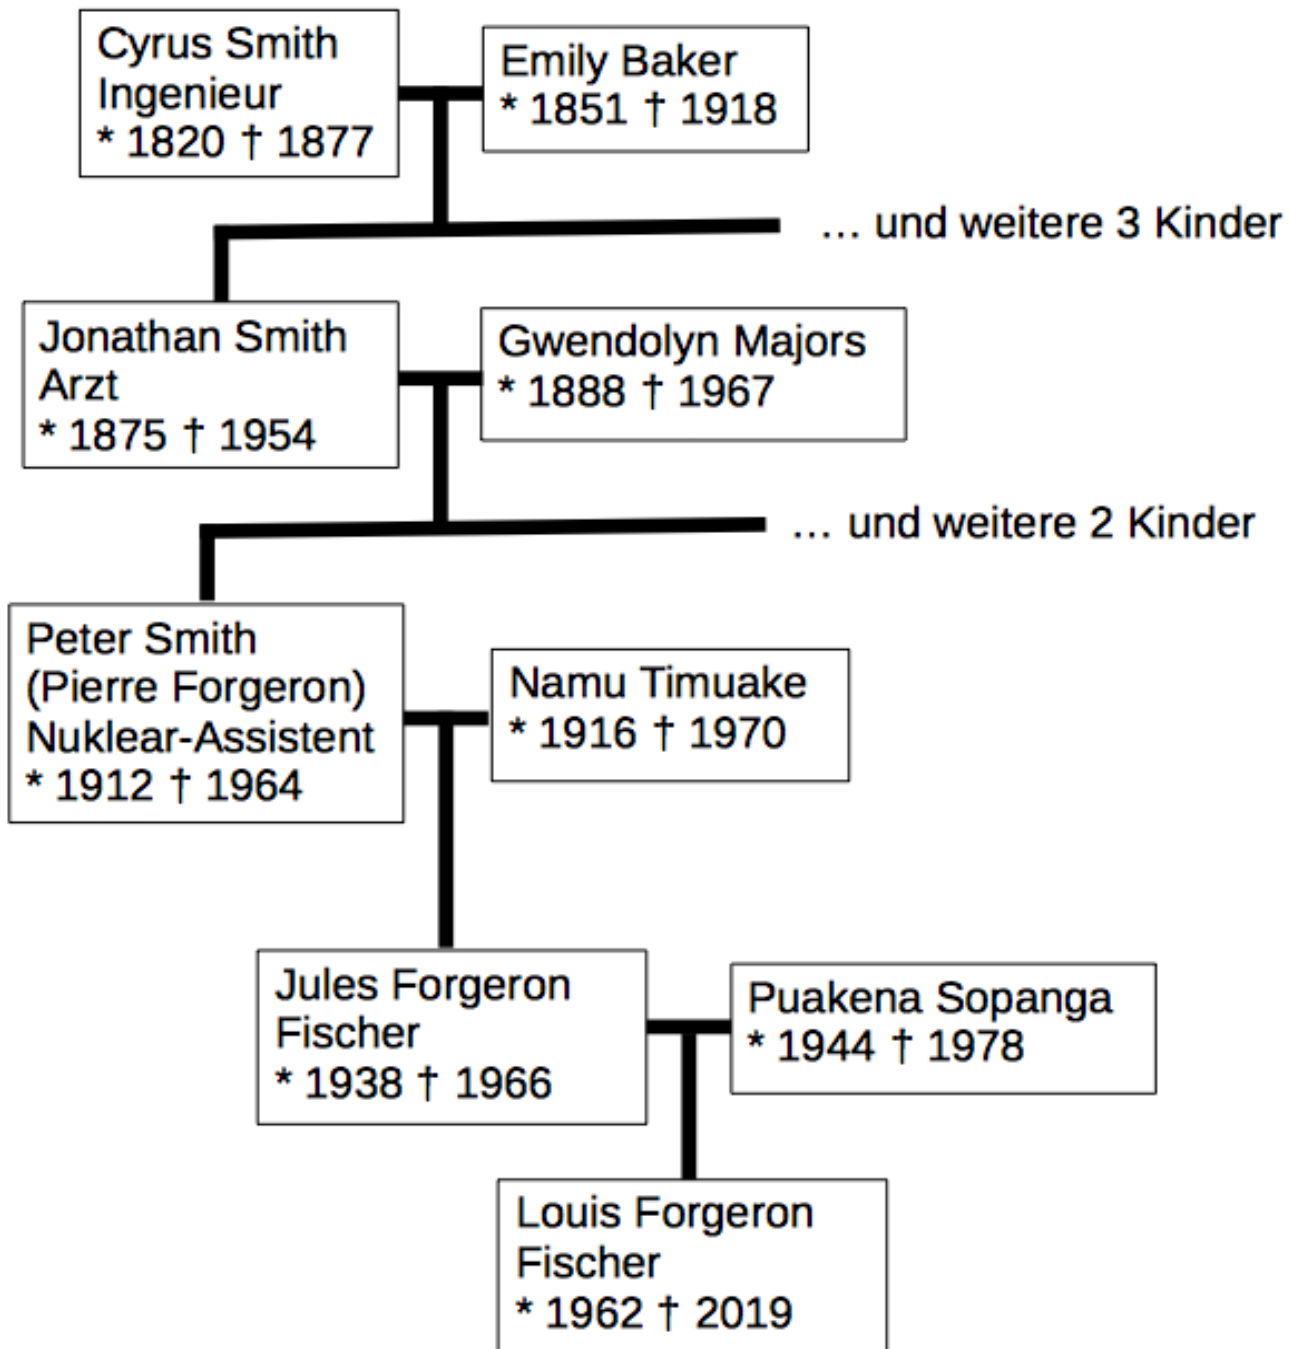 Cyrus Smith
Ingenieur
* 1820 † 1877
Emily Baker
* 1851 † 1918
… und weitere 3 Kinder
Jonathan Smith
Arzt
* 1875 † 1954
Gwendolyn Majors
* 1888 † 1967
… und weitere 2 Kinder
Peter Smith
(Pierre Forgeron)
Nuklear-Assistent
* 1912 † 1964
Namu Timuake
* 1916 † 1970
Jules Forgeron
Fischer
* 1938 † 1966
Puakena Sopanga
* 1944 † 1978
Louis Forgeron
Fischer
* 1962 † 2019